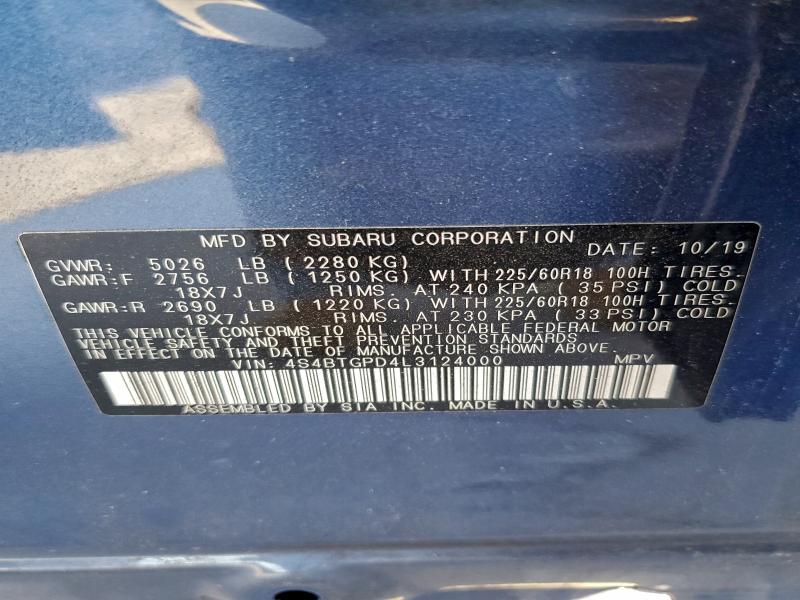 MFD BY SUBARU CORPORATION DATE: 10/19
GVWR: 5026 LB ( 2280 KG)
GAWR:F 2756 LB ( 1250 KG) WITH 225/60R18 100H TIRES.
18X7J RIMS. AT 240 KPA ( 35 PSI) COLD
GAWR:R 2690 LB ( 1220 KG) WITH 225/60R18 100H TIRES.
18X7J RIMS. AT 230 KPA ( 33 PSI) COLD
THIS VEHICLE CONFORMS TO ALL APPLICABLE FEDERAL MOTOR
VEHICLE SAFETY AND THEFT PREVENTION STANDARDS
IN EFFECT ON THE DATE OF MANUFACTURE SHOWN ABOVE.
VIN: 4S4BTGPD4L3124000 MPV
ASSEMBLED BY SIA INC. MADE IN U.S.A.